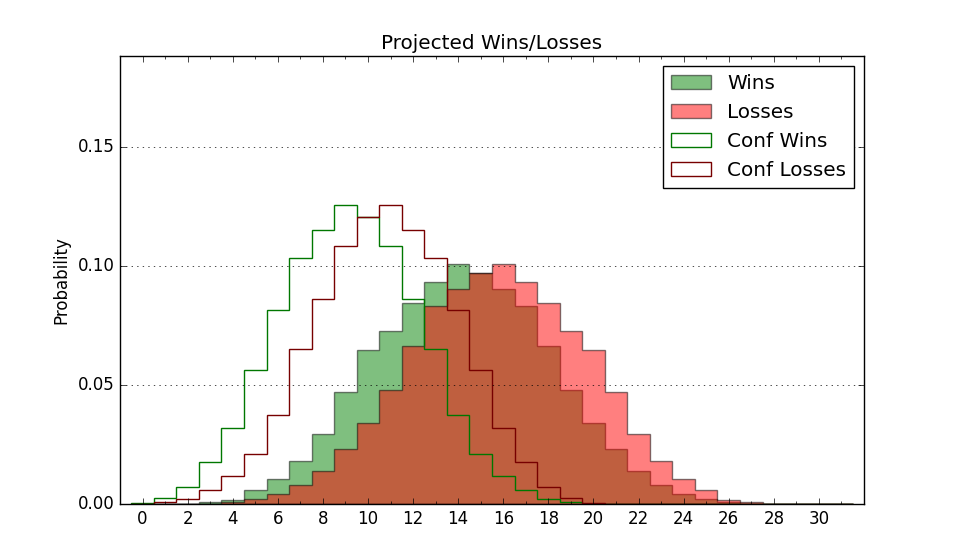 Projected Wins/Losses
Wins
Losses
Conf Wins
Conf Losses
0.15
0.10
0.05
0.00
Probability
0 2 4 6 8 10 12 14 16 18 20 22 24 26 28 30